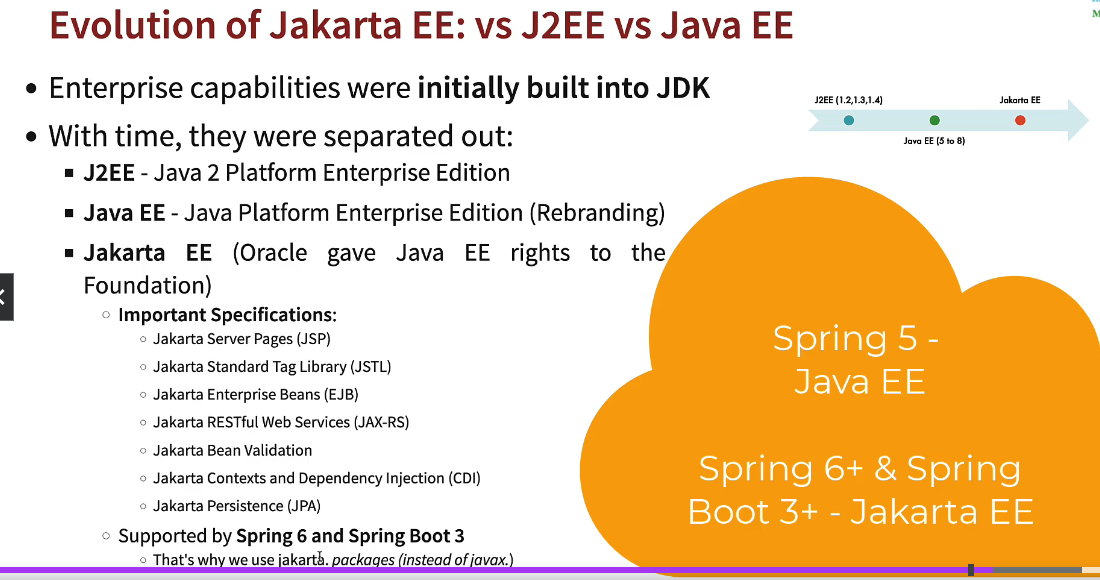 Evolution of Jakarta EE: vs J2EE vs Java EE
Enterprise capabilities were initially built into JDK
With time, they were separated out:
J2EE - Java 2 Platform Enterprise Edition
Java EE - Java Platform Enterprise Edition (Rebranding)
Jakarta EE (Oracle gave Java EE rights to the
Foundation)
Important Specifications:
Jakarta Server Pages (JSP)
Jakarta Standard Tag Library (JSTL)
Jakarta Enterprise Beans (EJB)
Jakarta RESTful Web Services (JAX-RS)
Jakarta Bean Validation
Jakarta Contexts and Dependency Injection (CDI)
Jakarta Persistence (JPA)
Supported by Spring 6 and Spring Boot 3
That's why we use jakarta. packages (instead of javax.)
J2EE (1.2,1.3,1.4)
Jakarta EE
Java EE (5 to 8)
Spring 5 -
Java EE
Spring 6+ & Spring
Boot 3+ - Jakarta EE